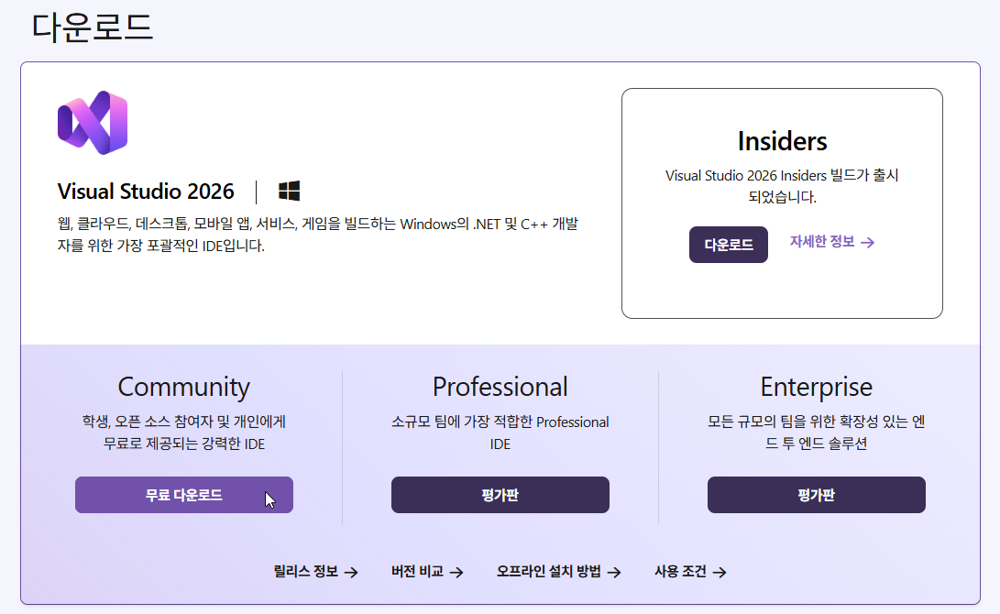 다운로드
Visual Studio 2026
웹, 클라우드, 데스크톱, 모바일 앱, 서비스, 게임을 빌드하는 Windows의 .NET 및 C++ 개발
자를 위한 가장 포괄적인 IDE입니다.
Insiders
Visual Studio 2026 Insiders 빌드가 출시
되었습니다.
다운로드
자세한 정보 →
Community
학생, 오픈 소스 참여자 및 개인에게
무료로 제공되는 강력한 IDE
무료 다운로드
Professional
소규모 팀에 가장 적합한 Professional
IDE
평가판
Enterprise
모든 규모의 팀을 위한 확장성 있는 엔
드 투 엔드 솔루션
평가판
릴리스 정보 →
버전 비교 →
오프라인 설치 방법 →
사용 조건 →